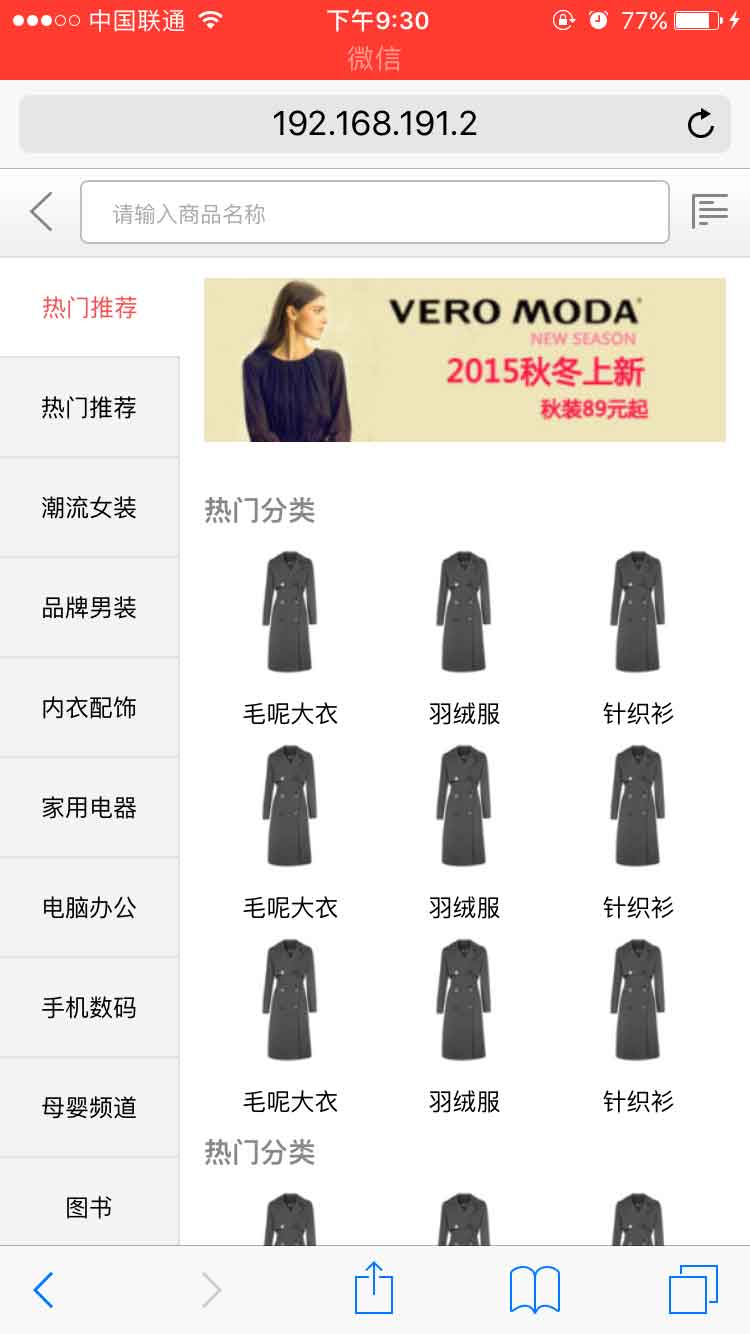 中国联通 下午9:30 77%
微信
192.168.191.2
请输入商品名称
热门推荐
热门推荐
潮流女装
品牌男装
内衣配饰
家用电器
电脑办公
手机数码
母婴频道
图书
VERO MODA
NEW SEASON
2015秋冬上新
秋装89元起
热门分类
毛呢大衣 羽绒服 针织衫
毛呢大衣 羽绒服 针织衫
毛呢大衣 羽绒服 针织衫
热门分类